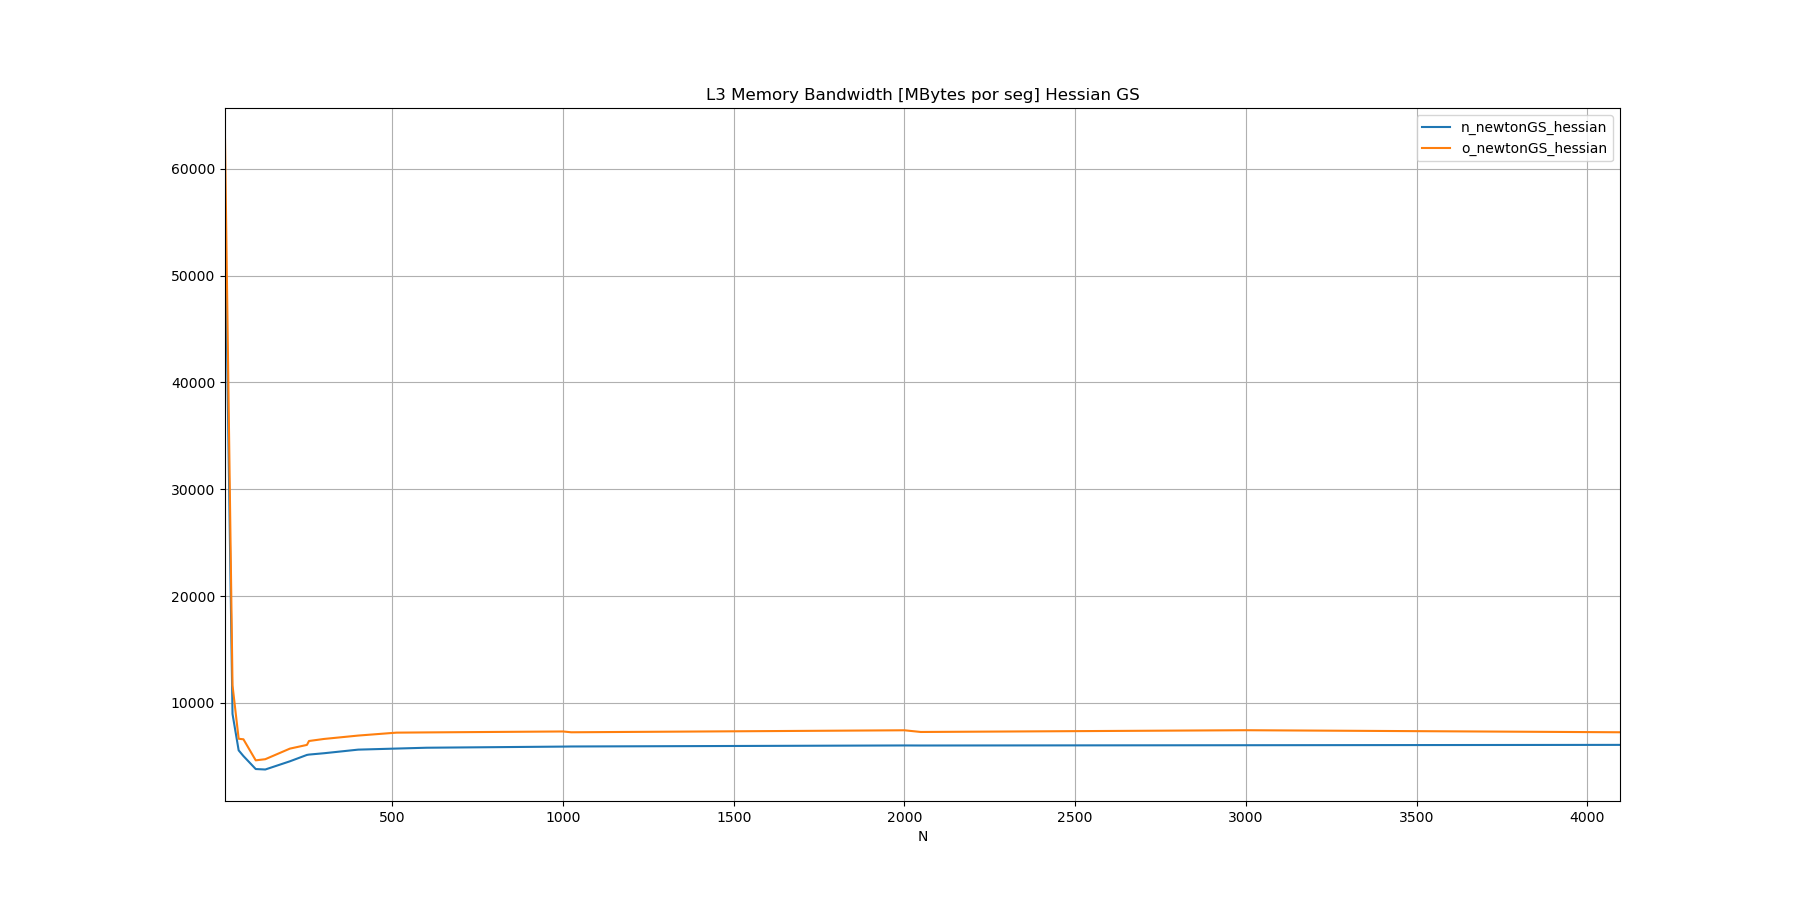 L3 Memory Bandwidth [MBytes por seg] Hessian GS
n_newtonGS_hessian
o_newtonGS_hessian
60000
50000
40000
30000
20000
10000
500 1000 1500 2000 2500 3000 3500 4000
N